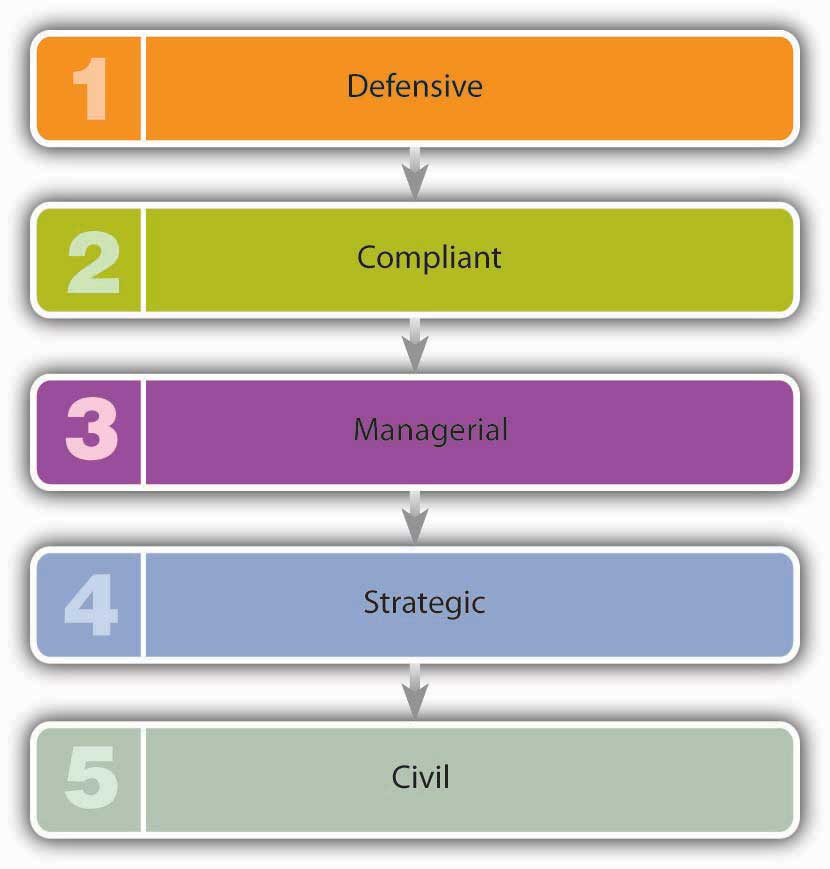 1 Defensive
2 Compliant
3 Managerial
4 Strategic
5 Civil